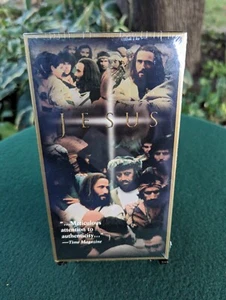 JESUS
"...Meticulous
attention to
authenticity..."
—Time Magazine